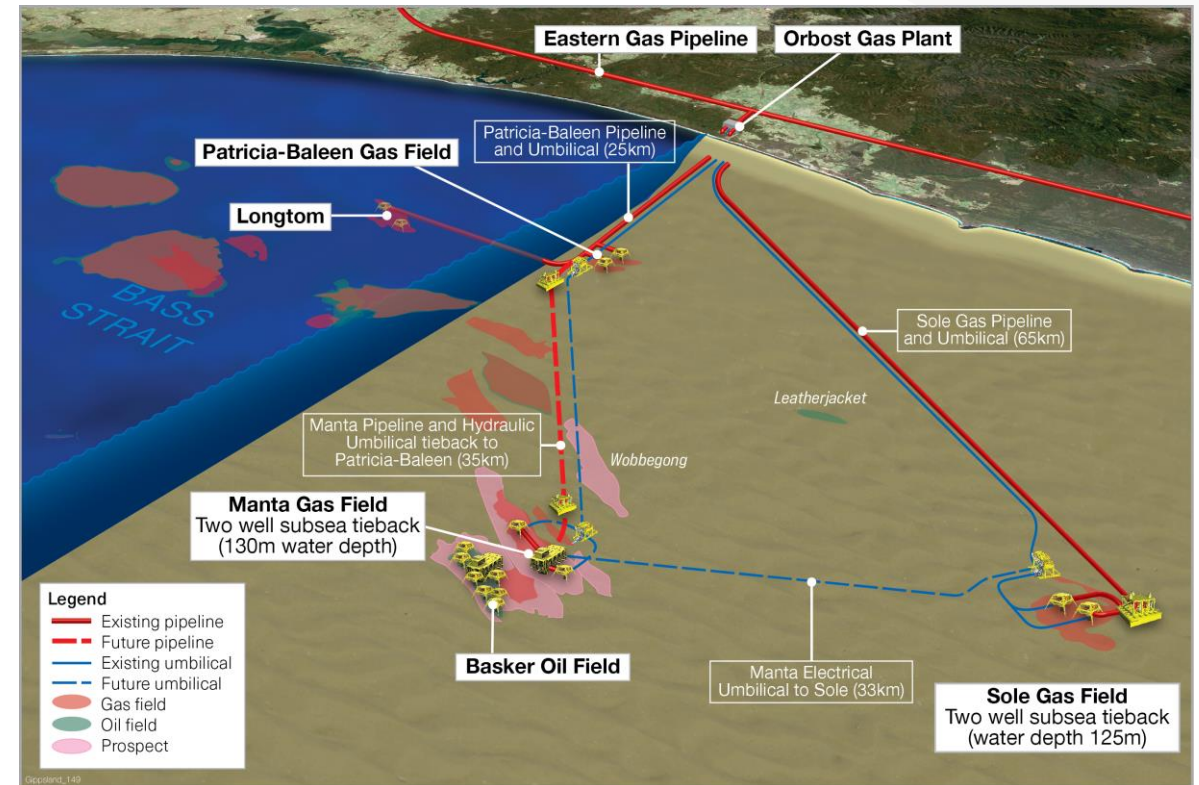 Eastern Gas Pipeline
Orbost Gas Plant
Patricia-Baleen Pipeline
and Umbilical (25km)
Patricia-Baleen Gas Field
Longtom
BASS
STRAIT
Sole Gas Pipeline
and Umbilical (65km)
Leatherjacket
Manta Pipeline and Hydraulic
Umbilical tieback to
Patricia-Baleen (35km)
Wobbegong
Manta Gas Field
Two well subsea tieback
(130m water depth)
Legend
Existing pipeline
Future pipeline
Existing umbilical
Future umbilical
Gas field
Oil field
Prospect
Basker Oil Field
Manta Electrical
Umbilical to Sole (33km)
Sole Gas Field
Two well subsea tieback
(water depth 125m)
Gippsland_149